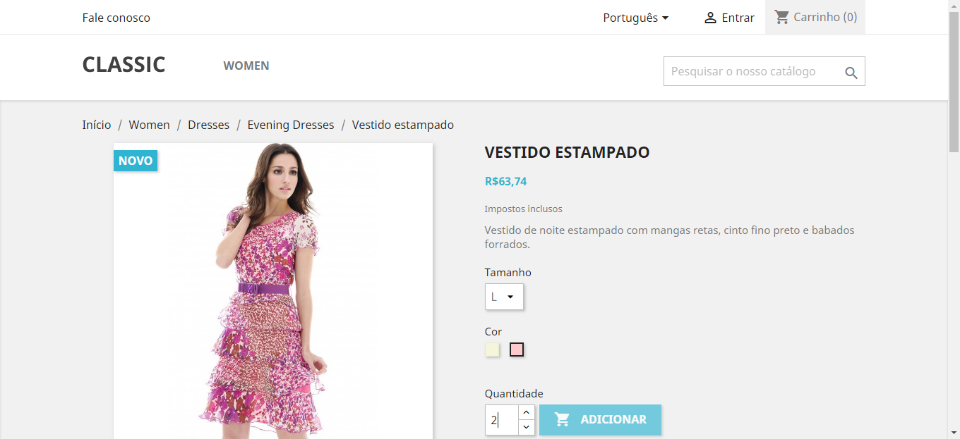 Fale conosco
Português
Entrar
Carrinho (0)
CLASSIC
WOMEN
Pesquisar o nosso catálogo
Início / Women / Dresses / Evening Dresses / Vestido estampado
NOVO
VESTIDO ESTAMPADO
R$63,74
Impostos inclusos
Vestido de noite estampado com mangas retas, cinto fino preto e babados
forrados.
Tamanho
L
Cor
Quantidade
2
ADICIONAR